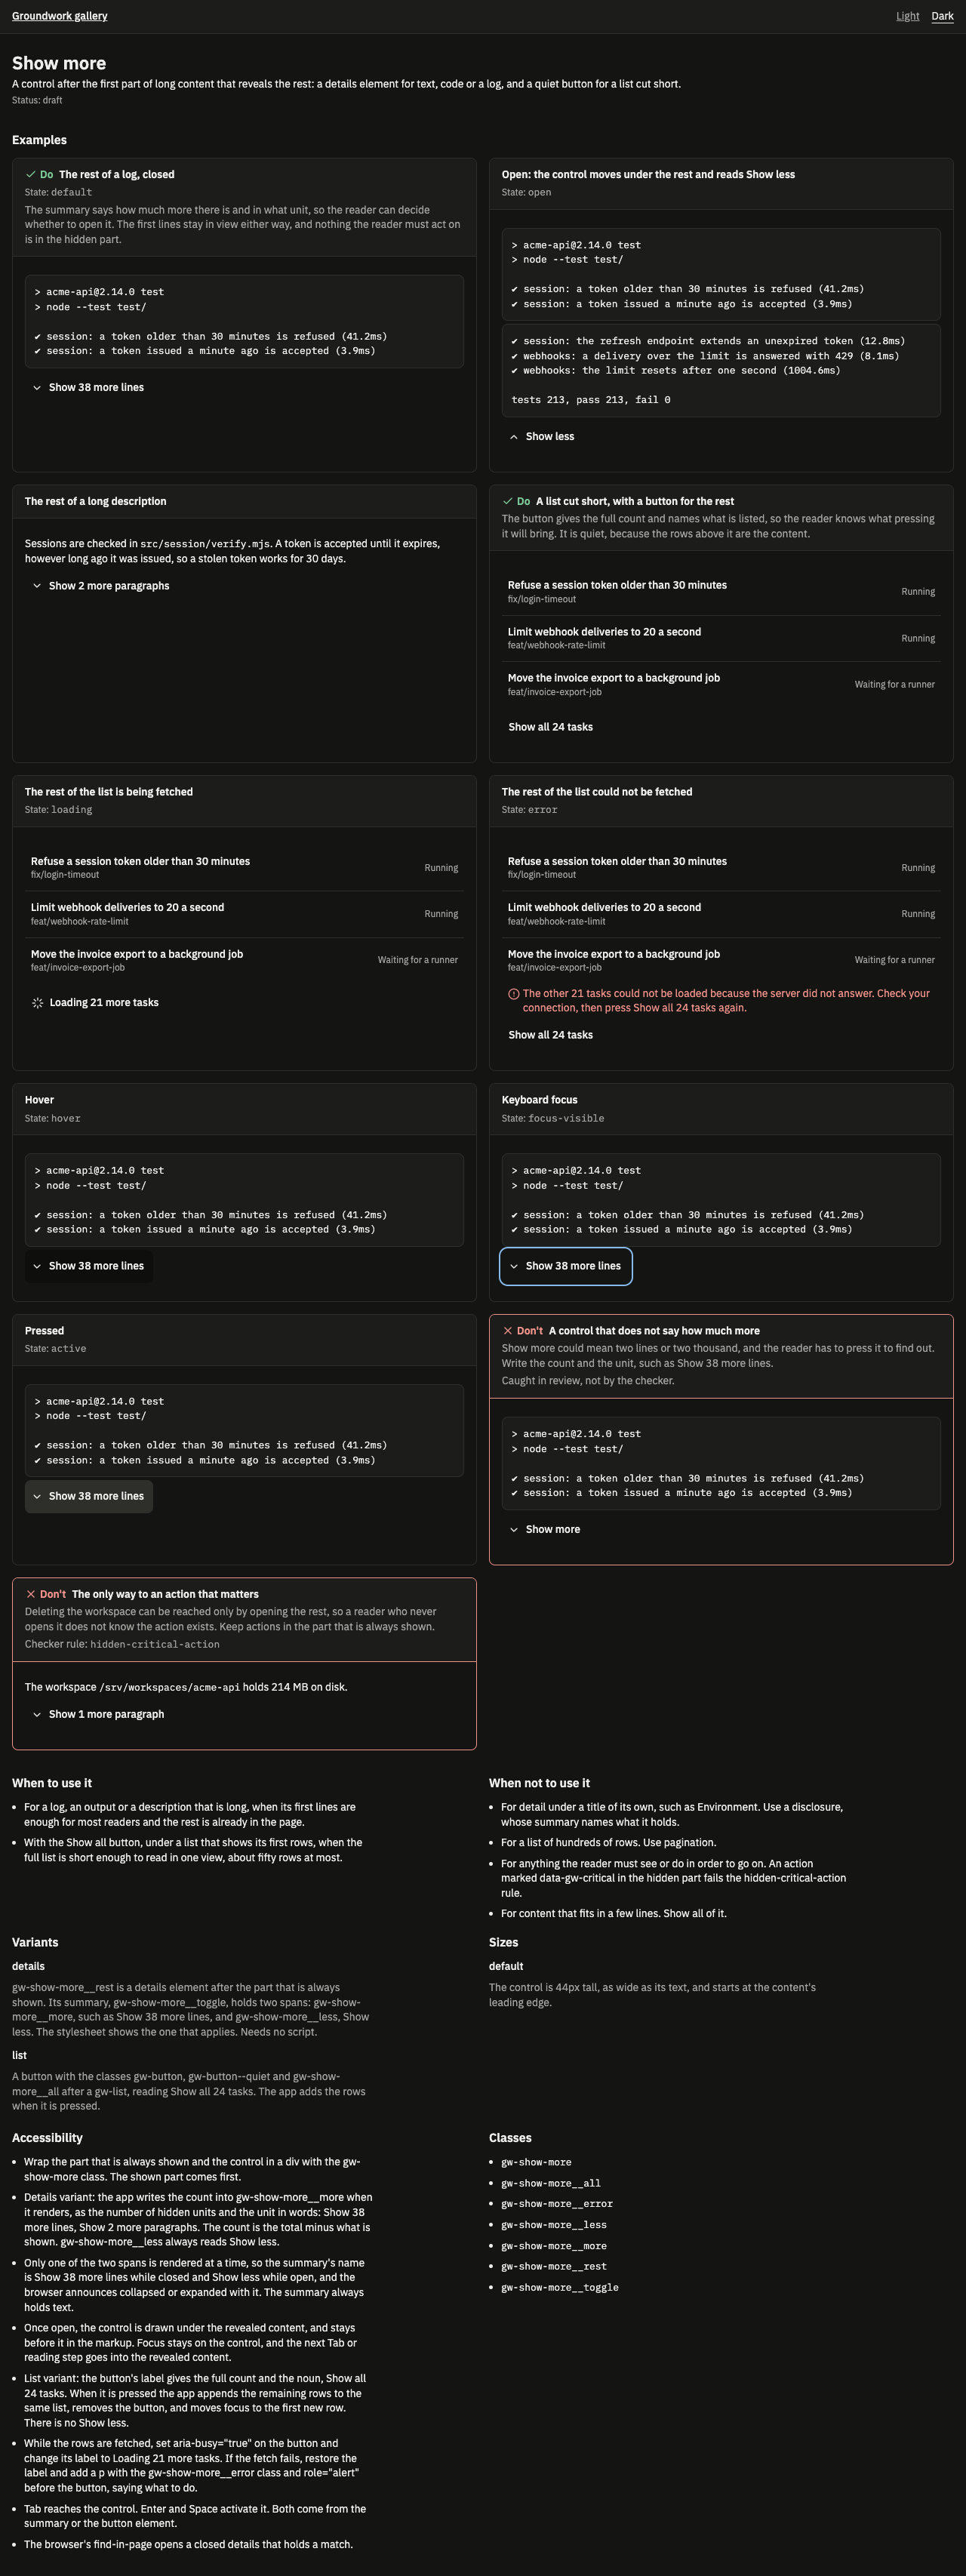 Groundwork gallery
Light Dark
Show more
A control after the first part of long content that reveals the rest: a details element for text, code or a log, and a quiet button for a list cut short.
Status: draft
Examples
Do The rest of a log, closed
State: default
The summary says how much more there is and in what unit, so the reader can decide
whether to open it. The first lines stay in view either way, and nothing the reader must act on
is in the hidden part.
> acme-api@2.14.0 test
> node --test test/
✔ session: a token older than 30 minutes is refused (41.2ms)
✔ session: a token issued a minute ago is accepted (3.9ms)
Show 38 more lines
Open: the control moves under the rest and reads Show less
State: open
> acme-api@2.14.0 test
> node --test test/
✔ session: a token older than 30 minutes is refused (41.2ms)
✔ session: a token issued a minute ago is accepted (3.9ms)
✔ session: the refresh endpoint extends an unexpired token (12.8ms)
✔ webhooks: a delivery over the limit is answered with 429 (8.1ms)
✔ webhooks: the limit resets after one second (1004.6ms)
tests 213, pass 213, fail 0
Show less
The rest of a long description
Sessions are checked in src/session/verify.mjs. A token is accepted until it expires,
however long ago it was issued, so a stolen token works for 30 days.
Show 2 more paragraphs
Do A list cut short, with a button for the rest
The button gives the full count and names what is listed, so the reader knows what pressing
it will bring. It is quiet, because the rows above it are the content.
Refuse a session token older than 30 minutes
fix/login-timeout
Running
Limit webhook deliveries to 20 a second
feat/webhook-rate-limit
Running
Move the invoice export to a background job
feat/invoice-export-job
Waiting for a runner
Show all 24 tasks
The rest of the list is being fetched
State: loading
Refuse a session token older than 30 minutes
fix/login-timeout
Running
Limit webhook deliveries to 20 a second
feat/webhook-rate-limit
Running
Move the invoice export to a background job
feat/invoice-export-job
Waiting for a runner
Loading 21 more tasks
The rest of the list could not be fetched
State: error
Refuse a session token older than 30 minutes
fix/login-timeout
Running
Limit webhook deliveries to 20 a second
feat/webhook-rate-limit
Running
Move the invoice export to a background job
feat/invoice-export-job
Waiting for a runner
The other 21 tasks could not be loaded because the server did not answer. Check your
connection, then press Show all 24 tasks again.
Show all 24 tasks
Hover
State: hover
> acme-api@2.14.0 test
> node --test test/
✔ session: a token older than 30 minutes is refused (41.2ms)
✔ session: a token issued a minute ago is accepted (3.9ms)
Show 38 more lines
Keyboard focus
State: focus-visible
> acme-api@2.14.0 test
> node --test test/
✔ session: a token older than 30 minutes is refused (41.2ms)
✔ session: a token issued a minute ago is accepted (3.9ms)
Show 38 more lines
Pressed
State: active
> acme-api@2.14.0 test
> node --test test/
✔ session: a token older than 30 minutes is refused (41.2ms)
✔ session: a token issued a minute ago is accepted (3.9ms)
Show 38 more lines
Don't A control that does not say how much more
Show more could mean two lines or two thousand, and the reader has to press it to find out.
Write the count and the unit, such as Show 38 more lines.
Caught in review, not by the checker.
> acme-api@2.14.0 test
> node --test test/
✔ session: a token older than 30 minutes is refused (41.2ms)
✔ session: a token issued a minute ago is accepted (3.9ms)
Show more
Don't The only way to an action that matters
Deleting the workspace can be reached only by opening the rest, so a reader who never
opens it does not know the action exists. Keep actions in the part that is always shown.
Checker rule: hidden-critical-action
The workspace /srv/workspaces/acme-api holds 214 MB on disk.
Show 1 more paragraph
When to use it
• For a log, an output or a description that is long, when its first lines are
enough for most readers and the rest is already in the page.
• With the Show all button, under a list that shows its first rows, when the
full list is short enough to read in one view, about fifty rows at most.
When not to use it
• For detail under a title of its own, such as Environment. Use a disclosure,
whose summary names what it holds.
• For a list of hundreds of rows. Use pagination.
• For anything the reader must see or do in order to go on. An action
marked data-gw-critical in the hidden part fails the hidden-critical-action
rule.
• For content that fits in a few lines. Show all of it.
Variants
details
gw-show-more__rest is a details element after the part that is always
shown. Its summary, gw-show-more__toggle, holds two spans: gw-show-
more__more, such as Show 38 more lines, and gw-show-more__less, Show
less. The stylesheet shows the one that applies. Needs no script.
list
A button with the classes gw-button, gw-button--quiet and gw-show-
more__all after a gw-list, reading Show all 24 tasks. The app adds the rows
when it is pressed.
Sizes
default
The control is 44px tall, as wide as its text, and starts at the content's
leading edge.
Accessibility
• Wrap the part that is always shown and the control in a div with the gw-
show-more class. The shown part comes first.
• Details variant: the app writes the count into gw-show-more__more when
it renders, as the number of hidden units and the unit in words: Show 38
more lines, Show 2 more paragraphs. The count is the total minus what is
shown. gw-show-more__less always reads Show less.
• Only one of the two spans is rendered at a time, so the summary's name
is Show 38 more lines while closed and Show less while open, and the
browser announces collapsed or expanded with it. The summary always
holds text.
• Once open, the control is drawn under the revealed content, and stays
before it in the markup. Focus stays on the control, and the next Tab or
reading step goes into the revealed content.
• List variant: the button's label gives the full count and the noun, Show all
24 tasks. When it is pressed the app appends the remaining rows to the
same list, removes the button, and moves focus to the first new row.
There is no Show less.
• While the rows are fetched, set aria-busy="true" on the button and
change its label to Loading 21 more tasks. If the fetch fails, restore the
label and add a p with the gw-show-more__error class and role="alert"
before the button, saying what to do.
• Tab reaches the control. Enter and Space activate it. Both come from the
summary or the button element.
• The browser's find-in-page opens a closed details that holds a match.
Classes
• gw-show-more
• gw-show-more__all
• gw-show-more__error
• gw-show-more__less
• gw-show-more__more
• gw-show-more__rest
• gw-show-more__toggle